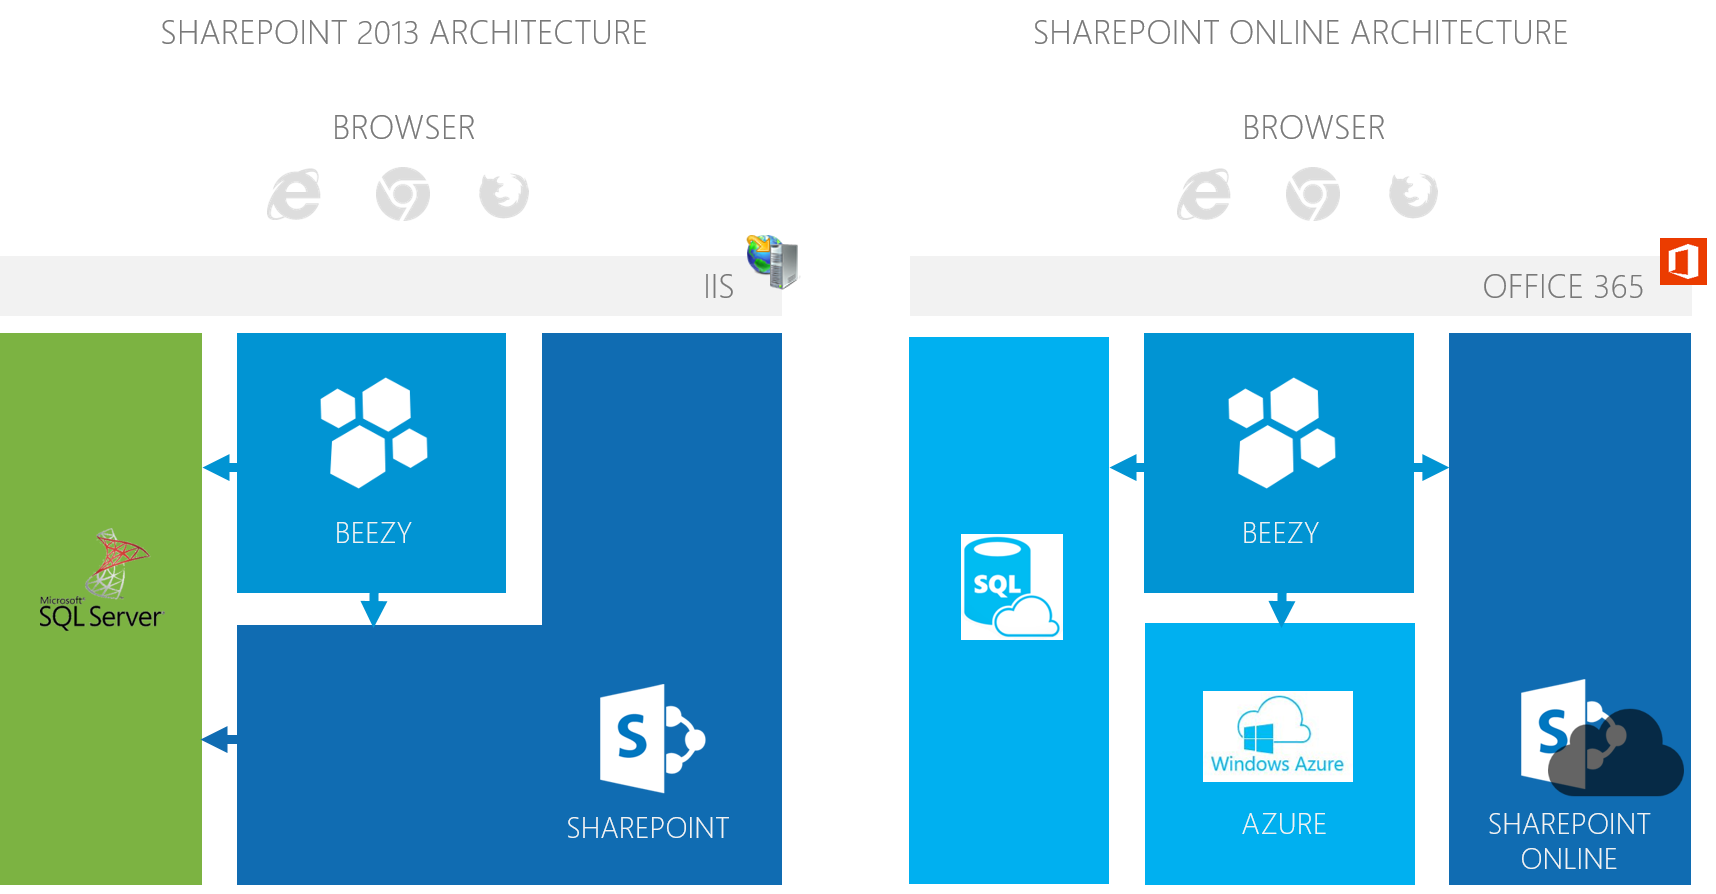 SHAREPOINT 2013 ARCHITECTURE
BROWSER
IIS
Microsoft
SQL Server
BEEZY
S
SHAREPOINT
SHAREPOINT ONLINE ARCHITECTURE
BROWSER
OFFICE 365
SQL
BEEZY
Windows Azure
AZURE
S
SHAREPOINT
ONLINE